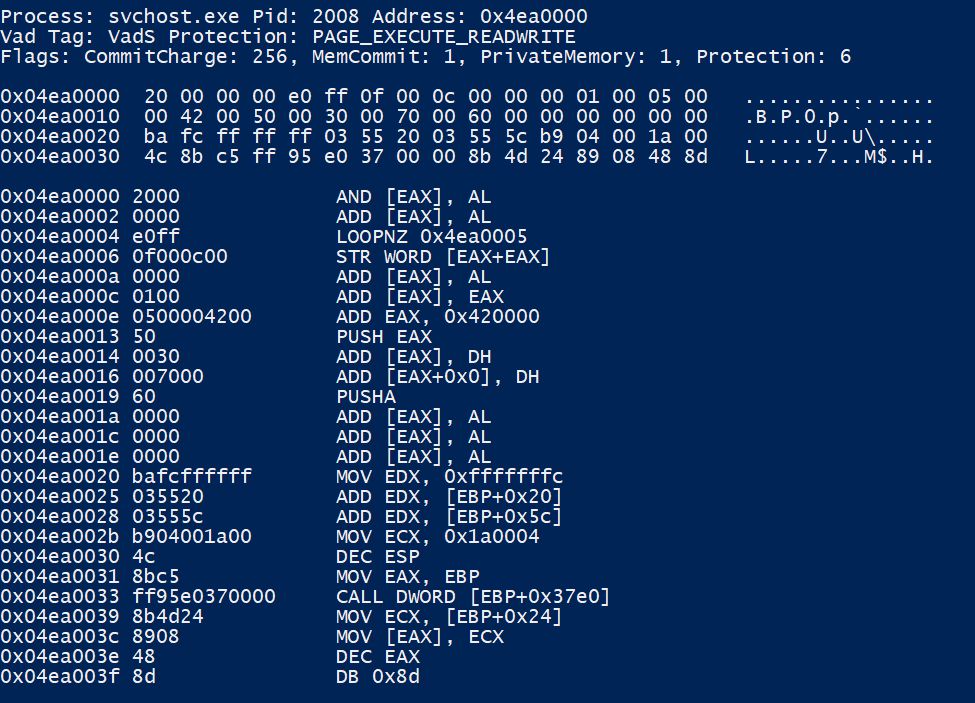 Process: svchost.exe Pid: 2008 Address: 0x4ea0000
Vad Tag: VadS Protection: PAGE_EXECUTE_READWRITE
Flags: CommitCharge: 256, MemCommit: 1, PrivateMemory: 1, Protection: 6
0x04ea0000  20 00 00 00 e0 ff 0f 00 0c 00 00 00 01 00 05 00   ................
0x04ea0010  00 42 00 50 00 30 00 70 00 60 00 00 00 00 00 00   .B.P.0.p.`......
0x04ea0020  ba fc ff ff ff 03 55 20 03 55 5c b9 04 00 1a 00   ......U..U\.....
0x04ea0030  4c 8b c5 ff 95 e0 37 00 00 8b 4d 24 89 08 48 8d   L.....7...M$..H.
0x04ea0000 2000             AND [EAX], AL
0x04ea0002 0000             ADD [EAX], AL
0x04ea0004 e0ff             LOOPNZ 0x4ea0005
0x04ea0006 0f000c00         STR WORD [EAX+EAX]
0x04ea000a 0000             ADD [EAX], AL
0x04ea000c 0100             ADD [EAX], EAX
0x04ea000e 0500004200       ADD EAX, 0x420000
0x04ea0013 50               PUSH EAX
0x04ea0014 0030             ADD [EAX], DH
0x04ea0016 007000           ADD [EAX+0x0], DH
0x04ea0019 60               PUSHA
0x04ea001a 0000             ADD [EAX], AL
0x04ea001c 0000             ADD [EAX], AL
0x04ea001e 0000             ADD [EAX], AL
0x04ea0020 bafcffffff       MOV EDX, 0xfffffffc
0x04ea0025 035520           ADD EDX, [EBP+0x20]
0x04ea0028 03555c           ADD EDX, [EBP+0x5c]
0x04ea002b b904001a00       MOV ECX, 0x1a0004
0x04ea0030 4c               DEC ESP
0x04ea0031 8bc5             MOV EAX, EBP
0x04ea0033 ff95e0370000     CALL DWORD [EBP+0x37e0]
0x04ea0039 8b4d24           MOV ECX, [EBP+0x24]
0x04ea003c 8908             MOV [EAX], ECX
0x04ea003e 48               DEC EAX
0x04ea003f 8d               DB 0x8d